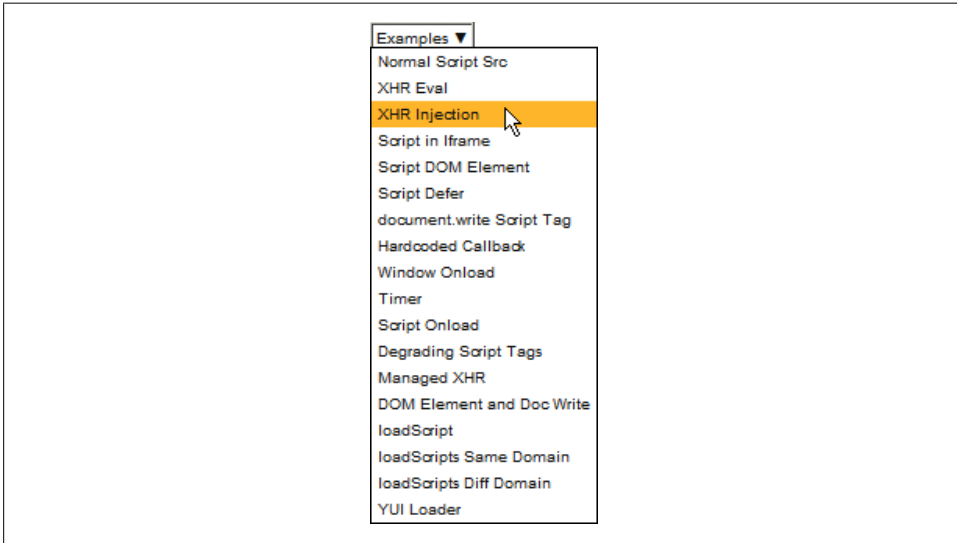 Examples ▼
Normal Script Src
XHR Eval
XHR Injection
Script in Iframe
Script DOM Element
Script Defer
document.write Script Tag
Hardcoded Callback
Window Onload
Timer
Script Onload
Degrading Script Tags
Managed XHR
DOM Element and Doc Write
loadScript
loadScripts Same Domain
loadScripts Diff Domain
YUI Loader